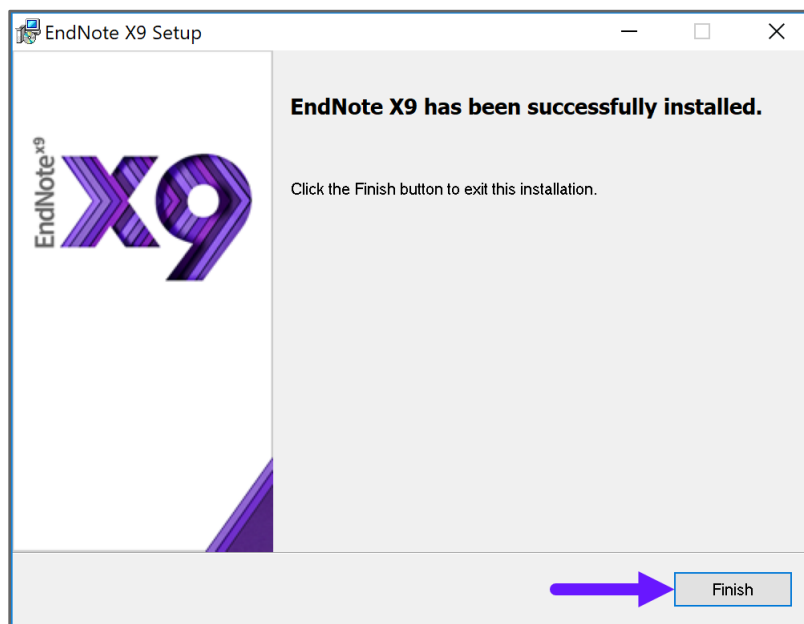 EndNote X9 Setup
EndNote X9 has been successfully installed.
Click the Finish button to exit this installation.
EndNote x9
X9
Finish